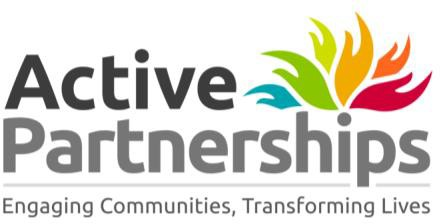 Active
Partnerships
Engaging Communities, Transforming Lives